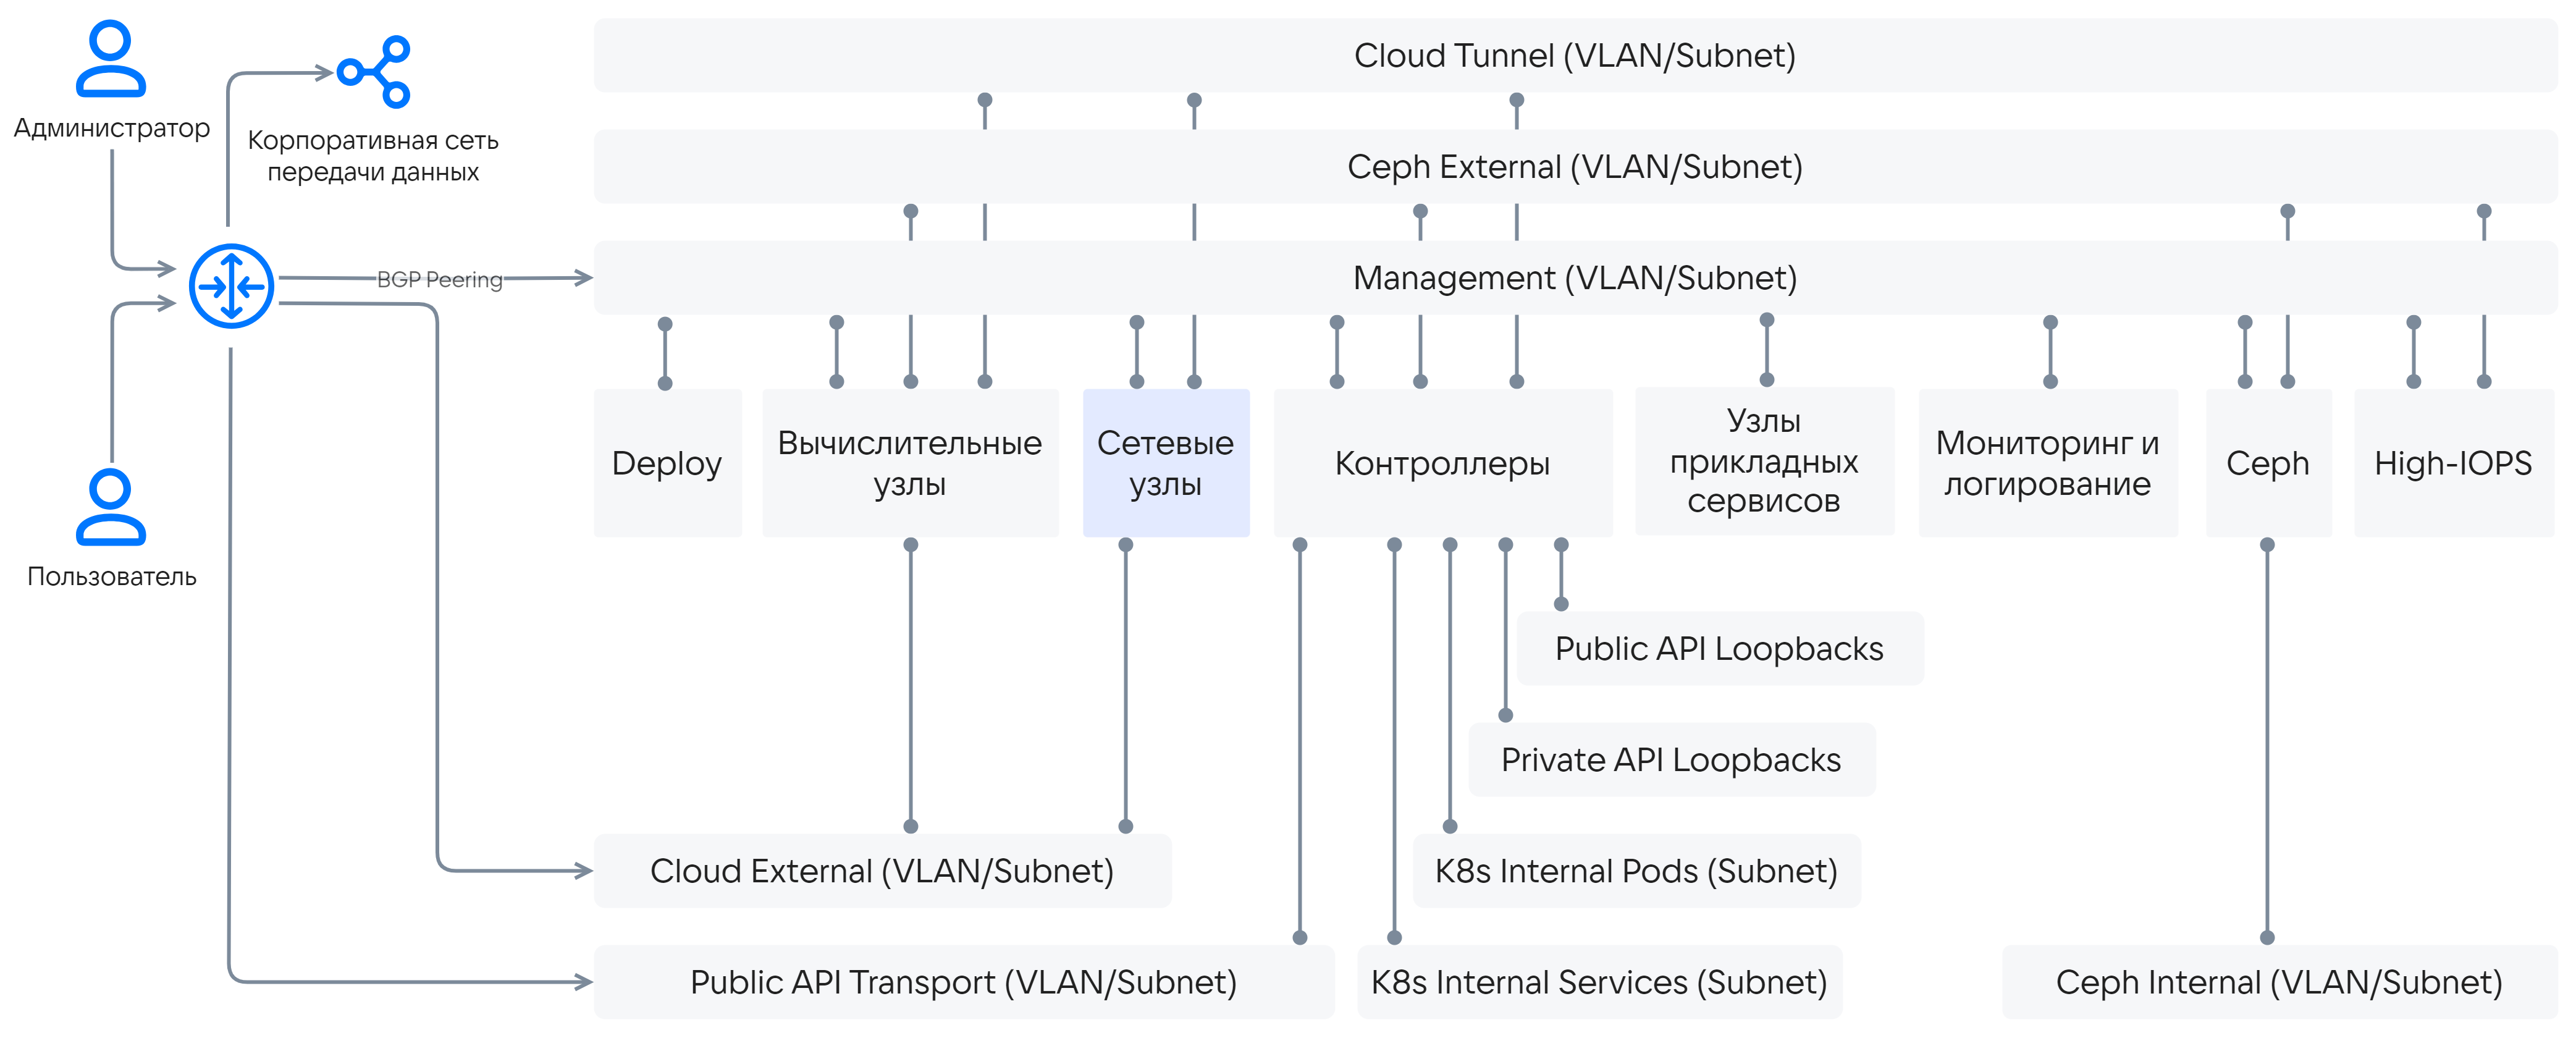 Администратор
Корпоративная сеть
передачи данных
BGP Peering
Пользователь
Cloud Tunnel (VLAN/Subnet)
Ceph External (VLAN/Subnet)
Management (VLAN/Subnet)
Deploy
Вычислительные
узлы
Сетевые
узлы
Контроллеры
Узлы
прикладных
сервисов
Мониторинг и
логирование
Ceph
High-IOPS
Public API Loopbacks
Private API Loopbacks
Cloud External (VLAN/Subnet)
K8s Internal Pods (Subnet)
Public API Transport (VLAN/Subnet)
K8s Internal Services (Subnet)
Ceph Internal (VLAN/Subnet)